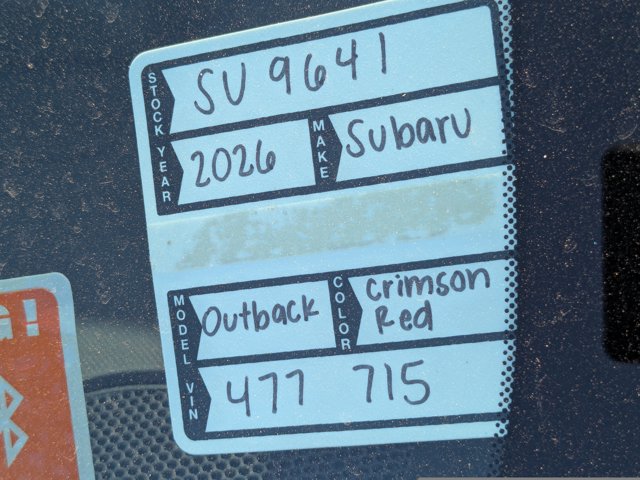 STOCK SU 9641
YEAR 2026 MAKE Subaru
MODEL Outback COLOR Crimson
Red
VIN 477 715
G!